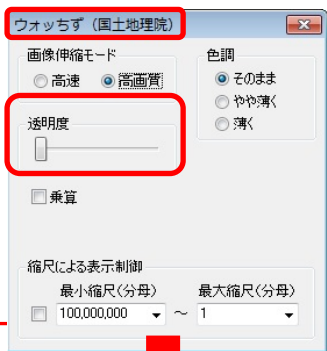 ウォッちず（国土地理院）
画像伸縮モード
高速
高画質
色調
そのまま
やや薄く
薄く
透明度
乗算
縮尺による表示制御
最小縮尺(分母)
最大縮尺(分母)
100,000,000 ～ 1